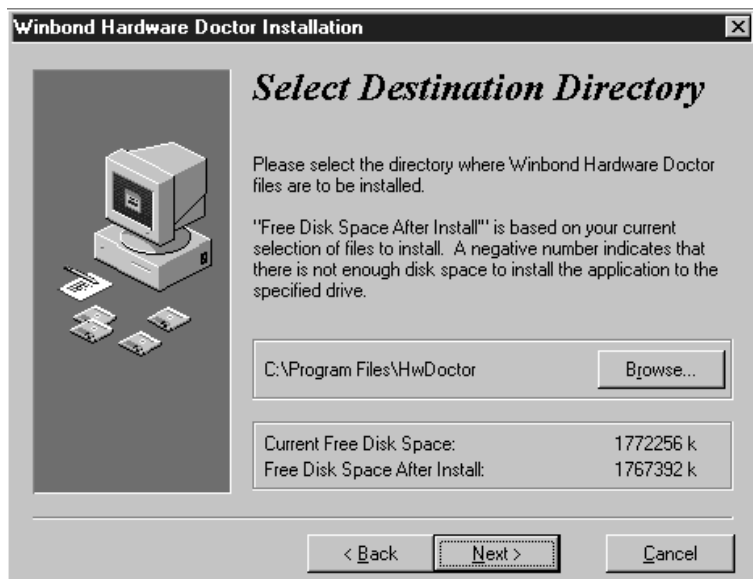 Winbond Hardware Doctor Installation
Select Destination Directory
Please select the directory where Winbond Hardware Doctor
files are to be installed.
"Free Disk Space After Install"' is based on your current
selection of files to install.  A negative number indicates that
there is not enough disk space to install the application to the
specified drive.
C:\Program Files\HwDoctor
Browse...
Current Free Disk Space: 1772256 k
Free Disk Space After Install: 1767392 k
< Back
Next >
Cancel